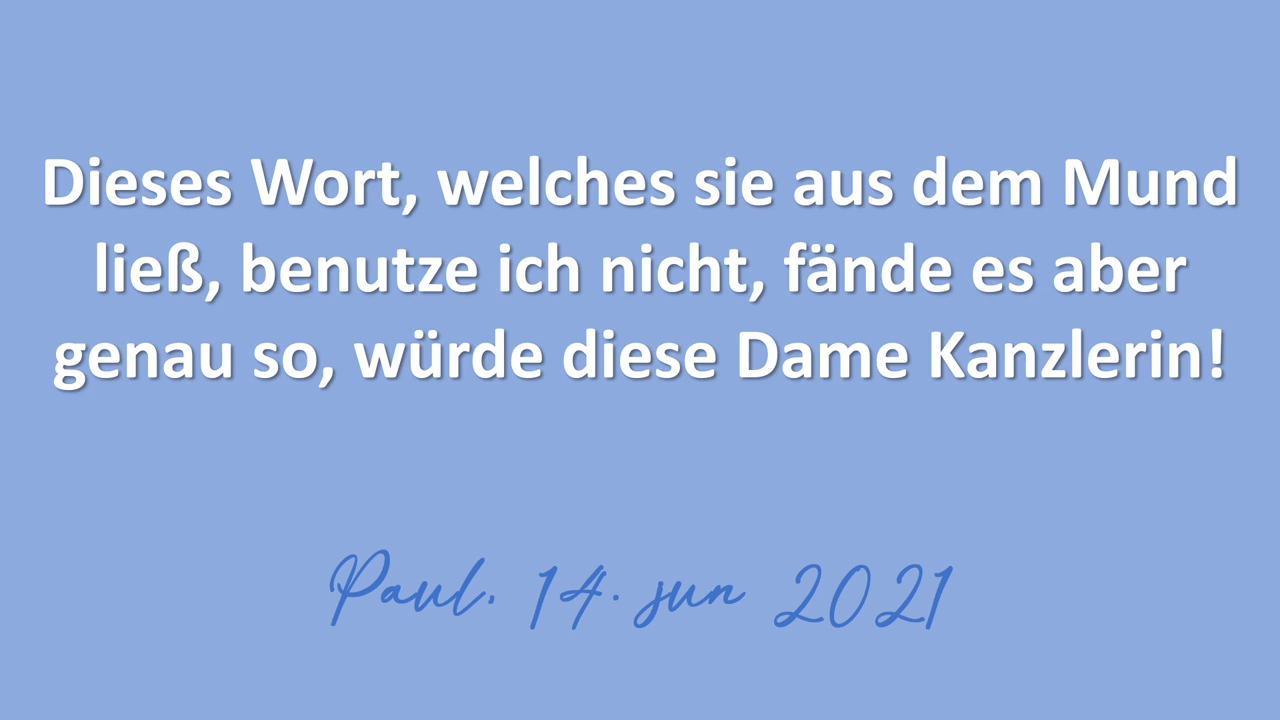 Dieses Wort, welches sie aus dem Mund
ließ, benutze ich nicht, fände es aber
genau so, würde diese Dame Kanzlerin!
Paul, 14. jun 2021